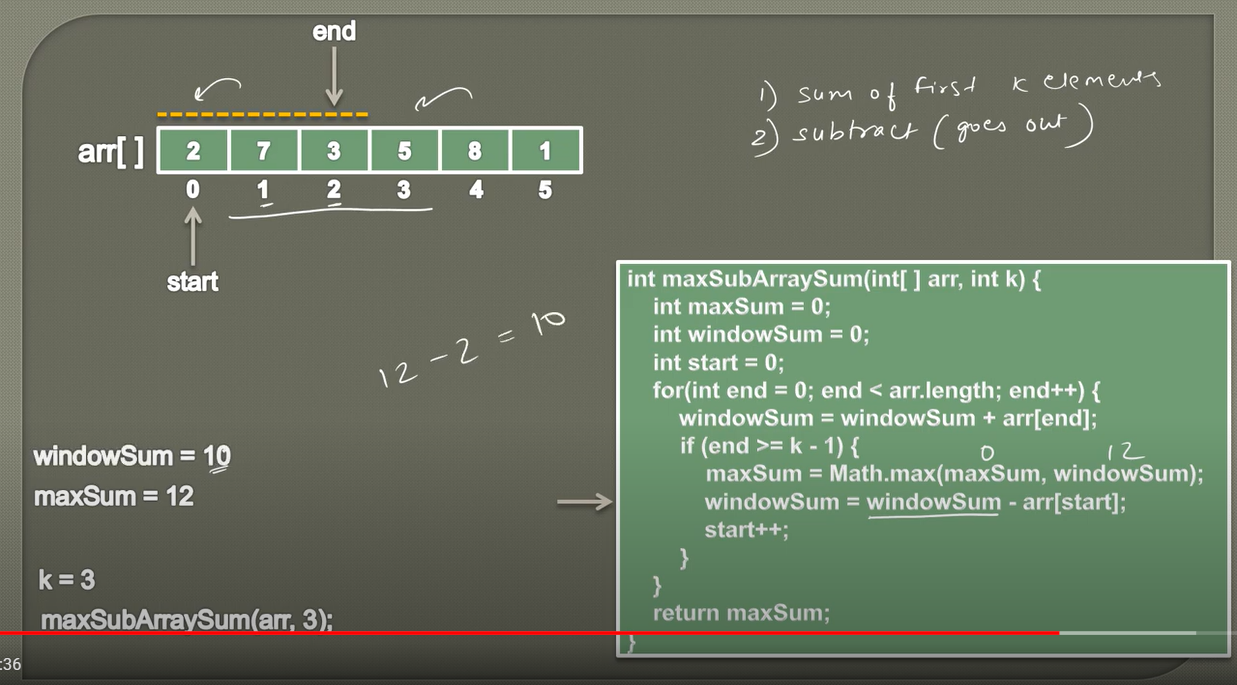 end
1) sum of first k elements
2) subtract (goes out)
arr[ ] 2 7 3 5 8 1
0 1 2 3 4 5
start
12 - 2 = 10
int maxSubArraySum(int[ ] arr, int k) {
int maxSum = 0;
int windowSum = 0;
int start = 0;
for(int end = 0; end < arr.length; end++) {
windowSum = windowSum + arr[end];
if (end >= k - 1) {
0 12
maxSum = Math.max(maxSum, windowSum);
windowSum = windowSum - arr[start];
start++;
}
}
return maxSum;
}
windowSum = 10
maxSum = 12
k = 3
maxSubArraySum(arr, 3);
:36